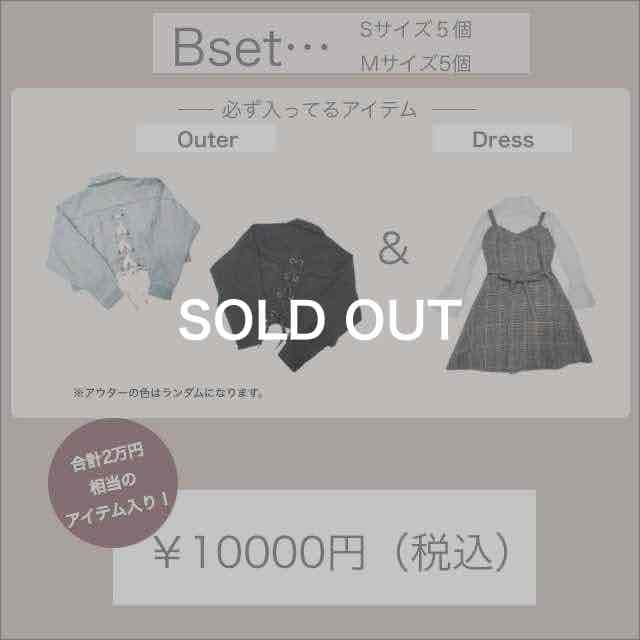 Bset…
Sサイズ５個
Mサイズ5個
必ず入ってるアイテム
Outer
Dress
&
SOLD OUT
※アウターの色はランダムになります。
合計2万円
相当の
アイテム入り！
￥10000円（税込）